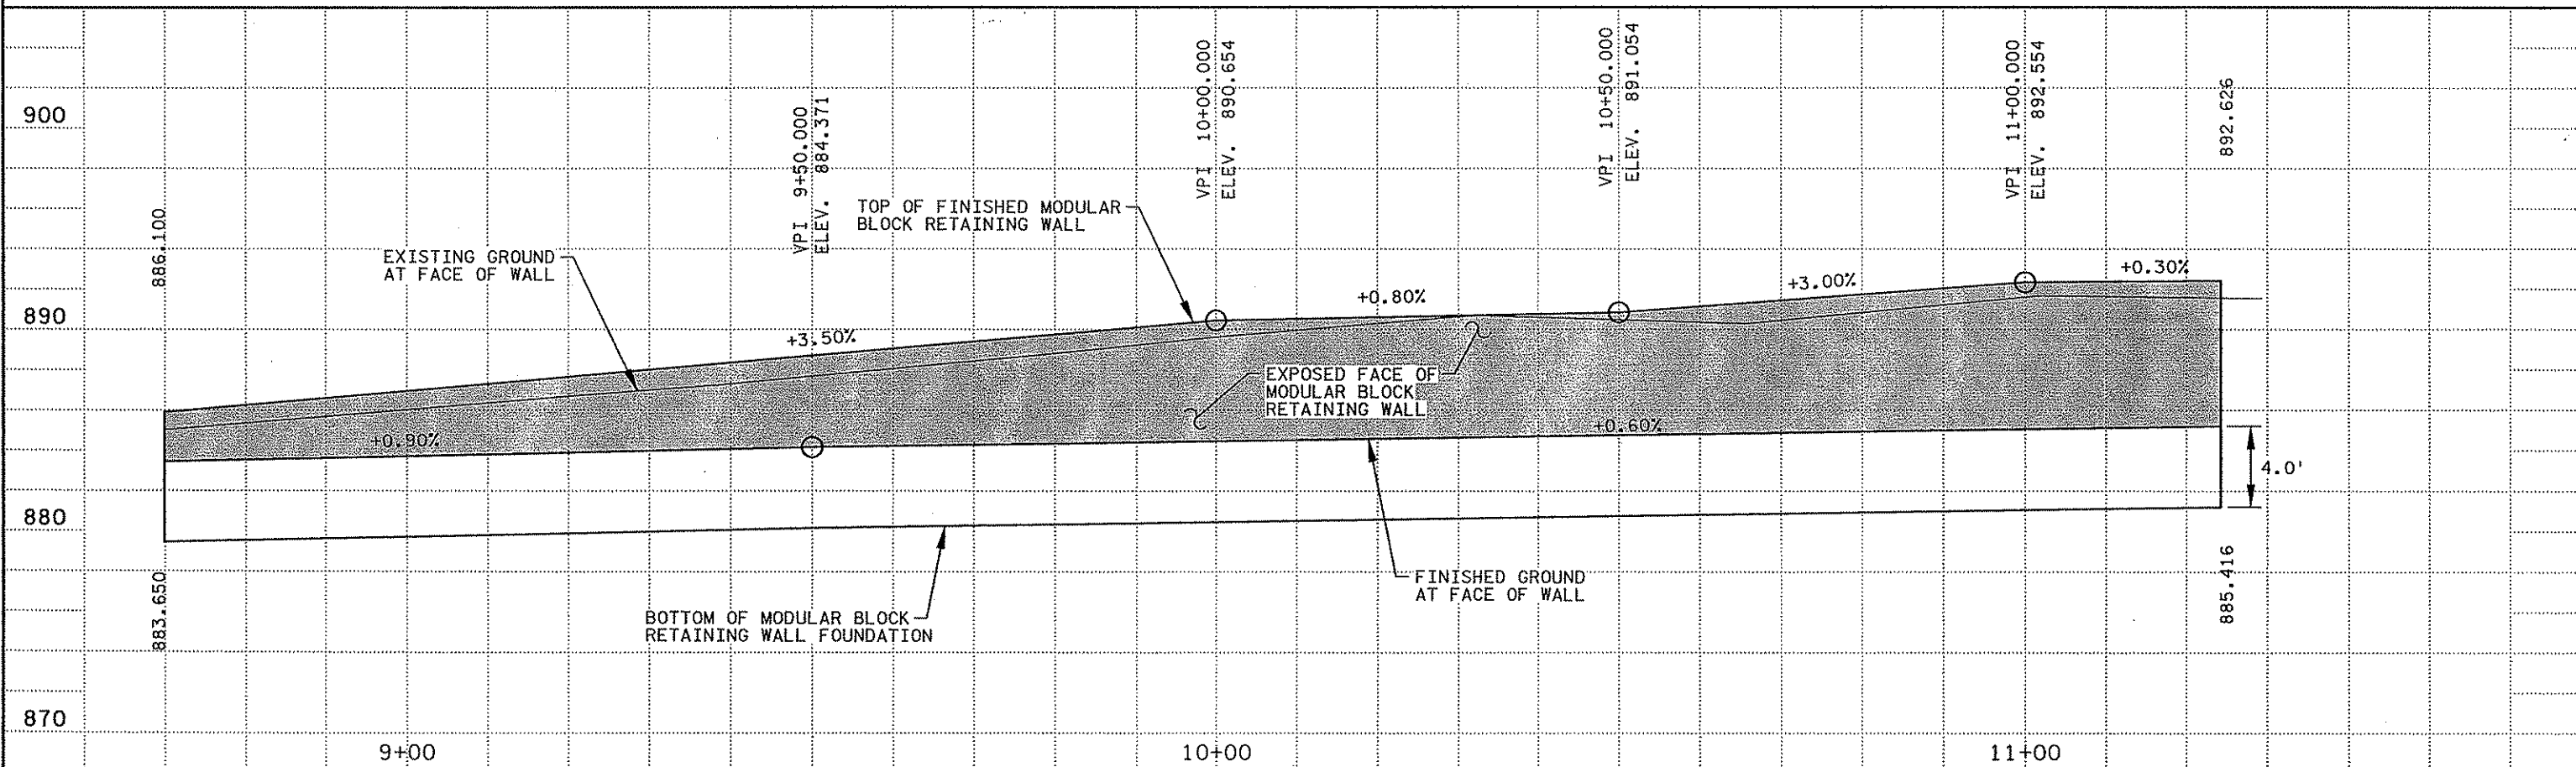 900
890
880
870
886.100
883.650
EXISTING GROUND
AT FACE OF WALL
VPI 9+50.000
ELEV. 884.371
TOP OF FINISHED MODULAR
BLOCK RETAINING WALL
VPI 10+00.000
ELEV. 890.654
VPI 10+50.000
ELEV. 891.054
VPI 11+00.000
ELEV. 892.554
892.626
+3.50%
+0.80%
+3.00%
+0.30%
+0.90%
+0.60%
EXPOSED FACE OF
MODULAR BLOCK
RETAINING WALL
4.0'
FINISHED GROUND
AT FACE OF WALL
BOTTOM OF MODULAR BLOCK
RETAINING WALL FOUNDATION
885.416
9+00
10+00
11+00